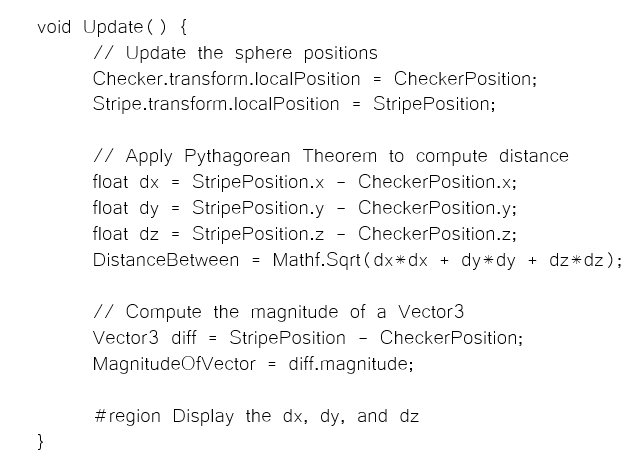 void Update() {
// Update the sphere positions
Checker.transform.localPosition = CheckerPosition;
Stripe.transform.localPosition = StripePosition;
// Apply Pythagorean Theorem to compute distance
float dx = StripePosition.x - CheckerPosition.x;
float dy = StripePosition.y - CheckerPosition.y;
float dz = StripePosition.z - CheckerPosition.z;
DistanceBetween = Mathf.Sqrt(dx*dx + dy*dy + dz*dz);
// Compute the magnitude of a Vector3
Vector3 diff = StripePosition - CheckerPosition;
MagnitudeOfVector = diff.magnitude;
#region Display the dx, dy, and dz
}